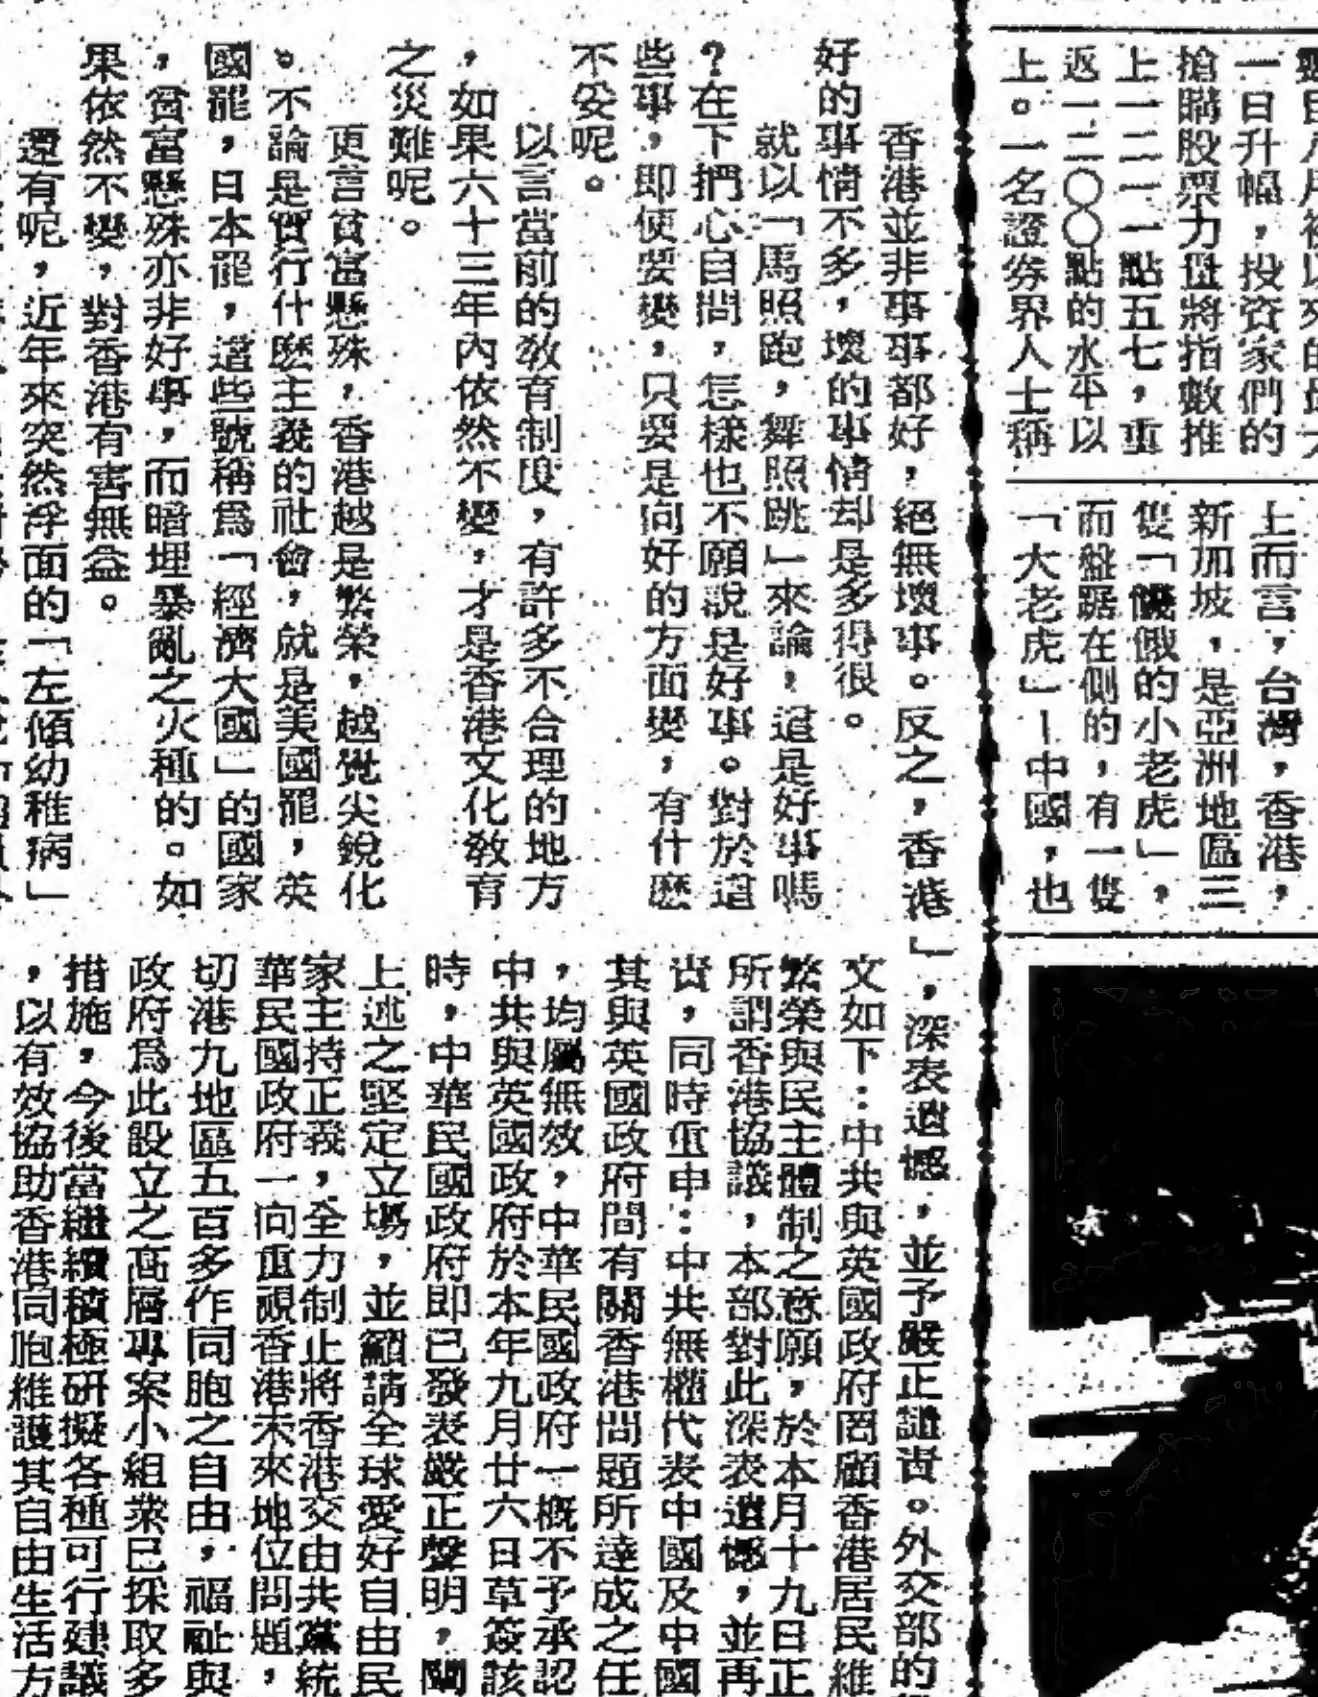 一日升幅，投資家們的
搶購股票力量將指數推
上一二一一點五七，重
返一二〇〇點的水平以
上。一名證券界人士稱
上而言，台灣，香港，
新加坡，是亞洲地區三
隻「饑餓的小老虎」，
而盤踞在側的，有一隻
「大老虎」－中國，也
香港並非事事都好，絕無壞事。反之，香港
好的事情不多，壞的事情却是多得很。
就以「馬照跑，舞照跳」來論，這是好事嗎
？在下捫心自問，怎樣也不願說是好事。對於這
些事，即使要變，只要是向好的方面變，有什麽
不妥呢。
以言當前的敎育制度，有許多不合理的地方
，如果六十三年內依然不變，才是香港文化敎育
之災難呢。
更言貧富懸殊，香港越是繁榮，越覺尖銳化
。不論是實行什麽主義的社會，就是美國罷，英
國罷，日本罷，這些號稱爲「經濟大國」的國家
，貧富懸殊亦非好事，而暗埋暴亂之火種的。如
果依然不變，對香港有害無益。
還有呢，近年來突然浮面的「左傾幼稚病」
」，深表遺憾，並予嚴正譴責。外交部的
文如下：中共與英國政府罔顧香港居民維
繁榮與民主體制之意願，於本月十九日正
所謂香港協議，本部對此深表遺憾，並再
責，同時重申：中共無權代表中國及中國
其與英國政府間有關香港問題所達成之任
，均屬無效，中華民國政府一概不予承認
中共與英國政府於本年九月廿六日草簽該
時，中華民國政府即已發表嚴正聲明，闡
上述之堅定立場，並籲請全球愛好自由民
家主持正義，全力制止將香港交由共黨統
華民國政府一向重視香港未來地位問題，
切港九地區五百多作同胞之自由，福祉與
政府爲此設立之高層專案小組業已採取多
措施，今後當繼續積極研擬各種可行建議
，以有效協助香港同胞維護其自由生活方